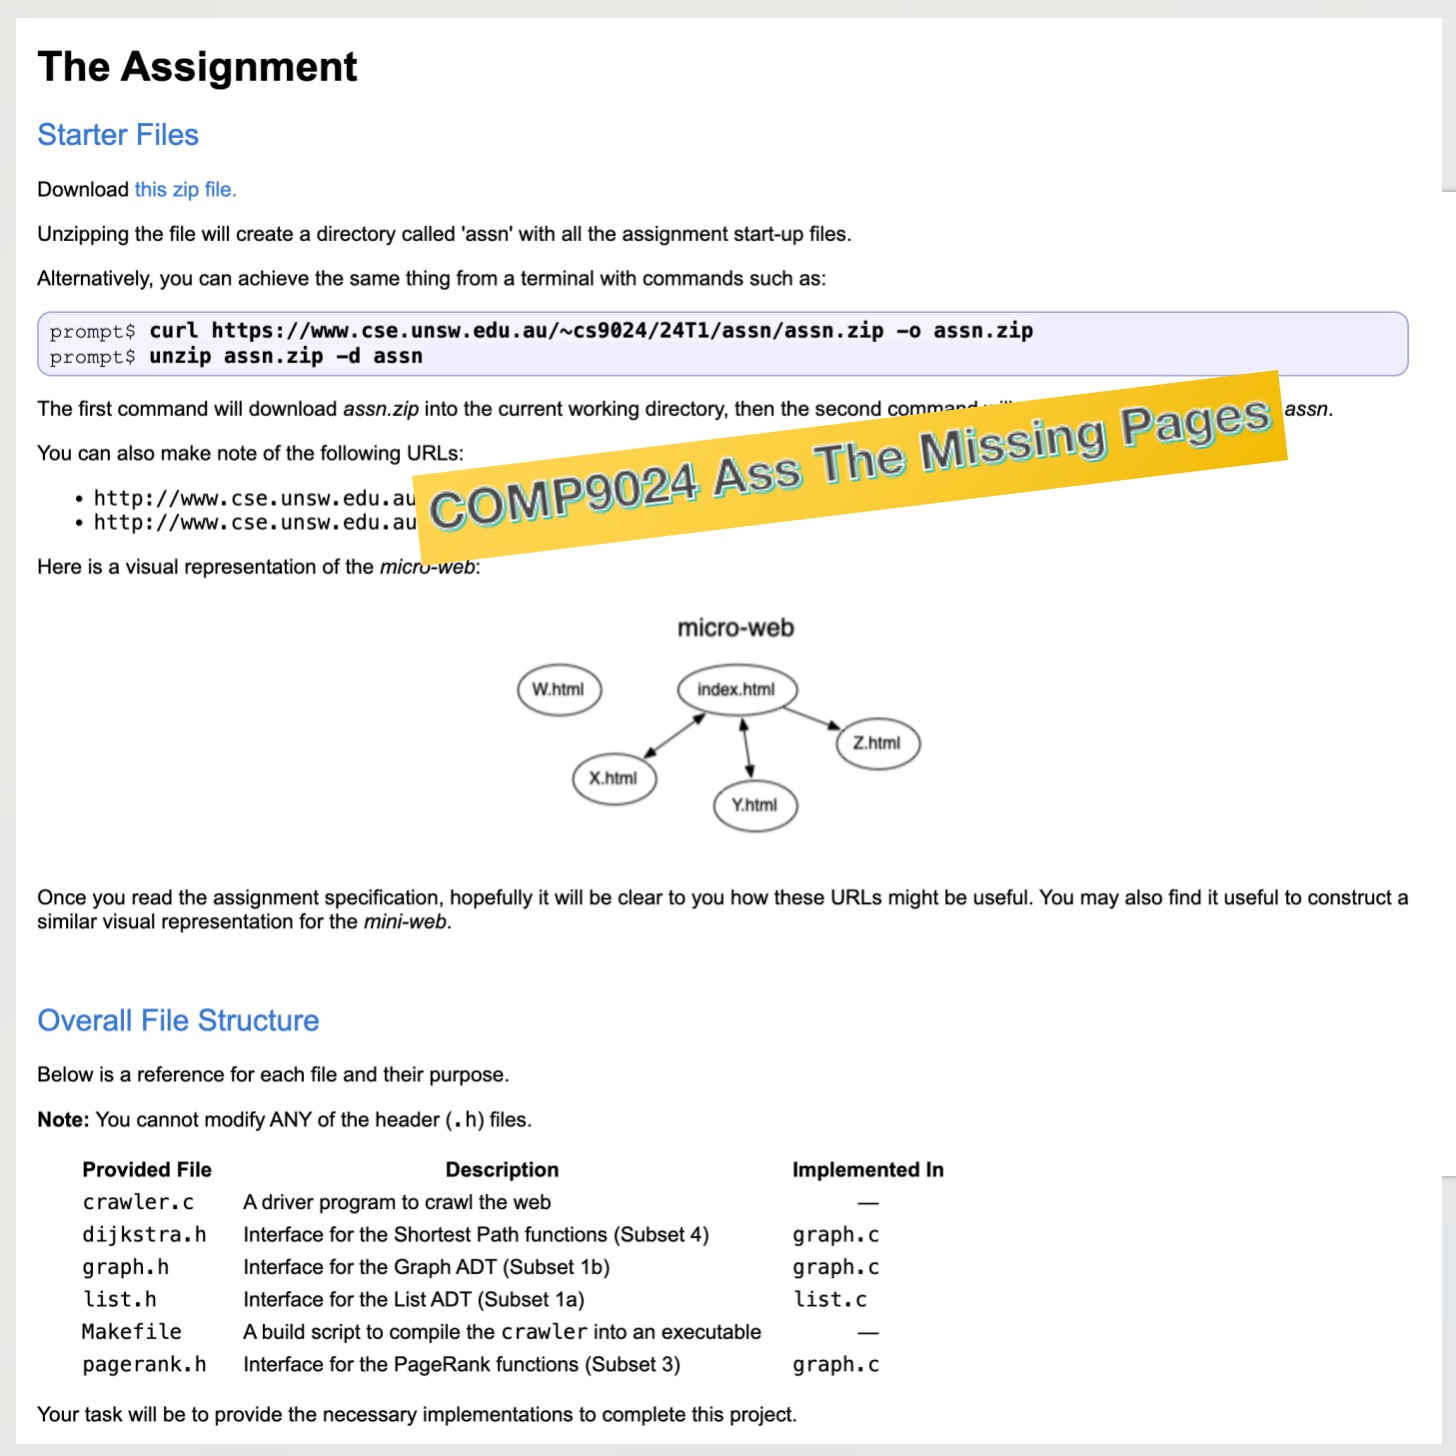 The Assignment
Starter Files
Download this zip file.
Unzipping the file will create a directory called 'assn' with all the assignment start-up files.
Alternatively, you can achieve the same thing from a terminal with commands such as:
prompt$ curl https://www.cse.unsw.edu.au/~cs9024/24T1/assn/assn.zip -o assn.zip
prompt$ unzip assn.zip -d assn
The first command will download assn.zip into the current working directory, then the second command assn.
COMP9024 Ass The Missing Pages
You can also make note of the following URLs:
• http://www.cse.unsw.edu.au
• http://www.cse.unsw.edu.au
Here is a visual representation of the micro-web:
micro-web
W.html
index.html
Z.html
X.html
Y.html
Once you read the assignment specification, hopefully it will be clear to you how these URLs might be useful. You may also find it useful to construct a
similar visual representation for the mini-web.
Overall File Structure
Below is a reference for each file and their purpose.
Note: You cannot modify ANY of the header (.h) files.
Provided File Description Implemented In
crawler.c A driver program to crawl the web —
dijkstra.h Interface for the Shortest Path functions (Subset 4) graph.c
graph.h Interface for the Graph ADT (Subset 1b) graph.c
list.h Interface for the List ADT (Subset 1a) list.c
Makefile A build script to compile the crawler into an executable —
pagerank.h Interface for the PageRank functions (Subset 3) graph.c
Your task will be to provide the necessary implementations to complete this project.